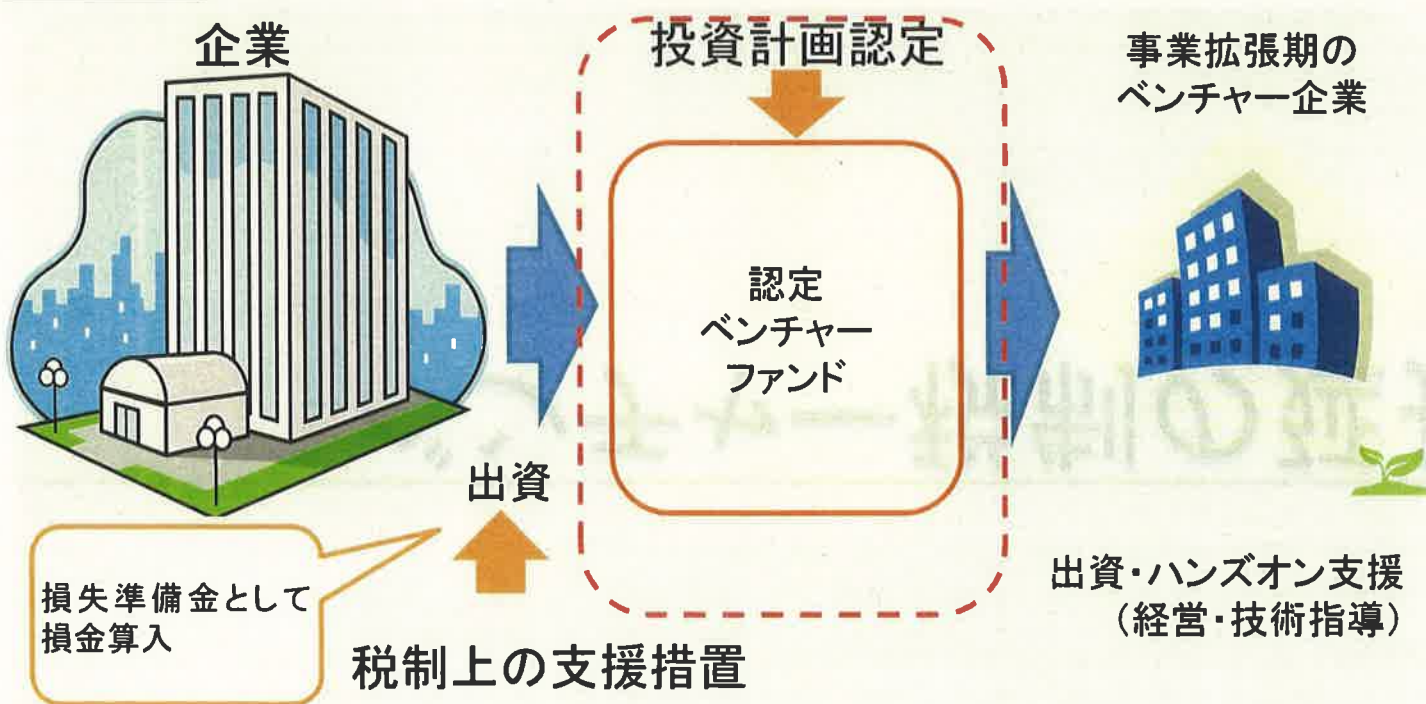 企業
投資計画認定
事業拡張期の
ベンチャー企業
認定
ベンチャー
ファンド
出資
損失準備金として
損金算入
税制上の支援措置
出資・ハンズオン支援
（経営・技術指導）